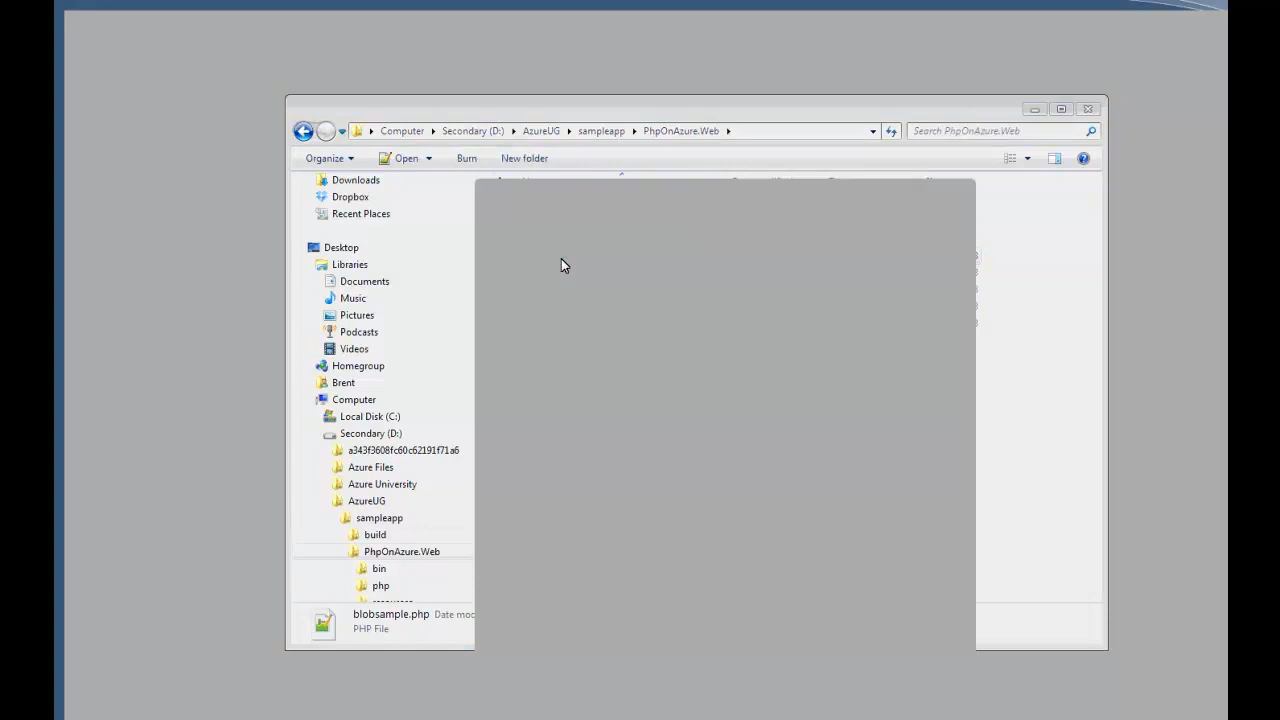 Computer Secondary (D:) AzureUG sampleapp PhpOnAzure.Web
Search PhpOnAzure.Web
Organize Open Burn New folder
Downloads
Dropbox
Recent Places
Desktop
Libraries
Documents
Music
Pictures
Podcasts
Videos
Homegroup
Brent
Computer
Local Disk (C:)
Secondary (D:)
a343f3608fc60c62191f71a6
Azure Files
Azure University
AzureUG
sampleapp
build
PhpOnAzure.Web
bin
php
blobsample.php Date
PHP File